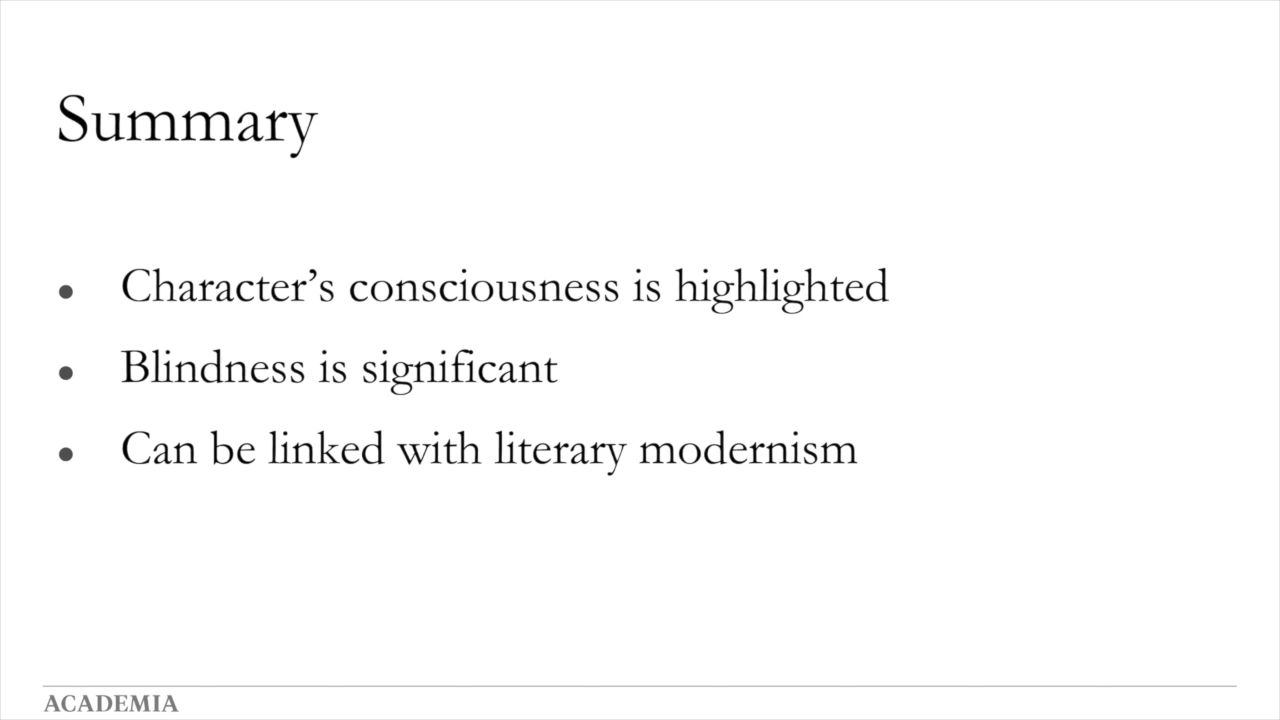 Summary
● Character’s consciousness is highlighted
● Blindness is significant
● Can be linked with literary modernism
ACADEMIA